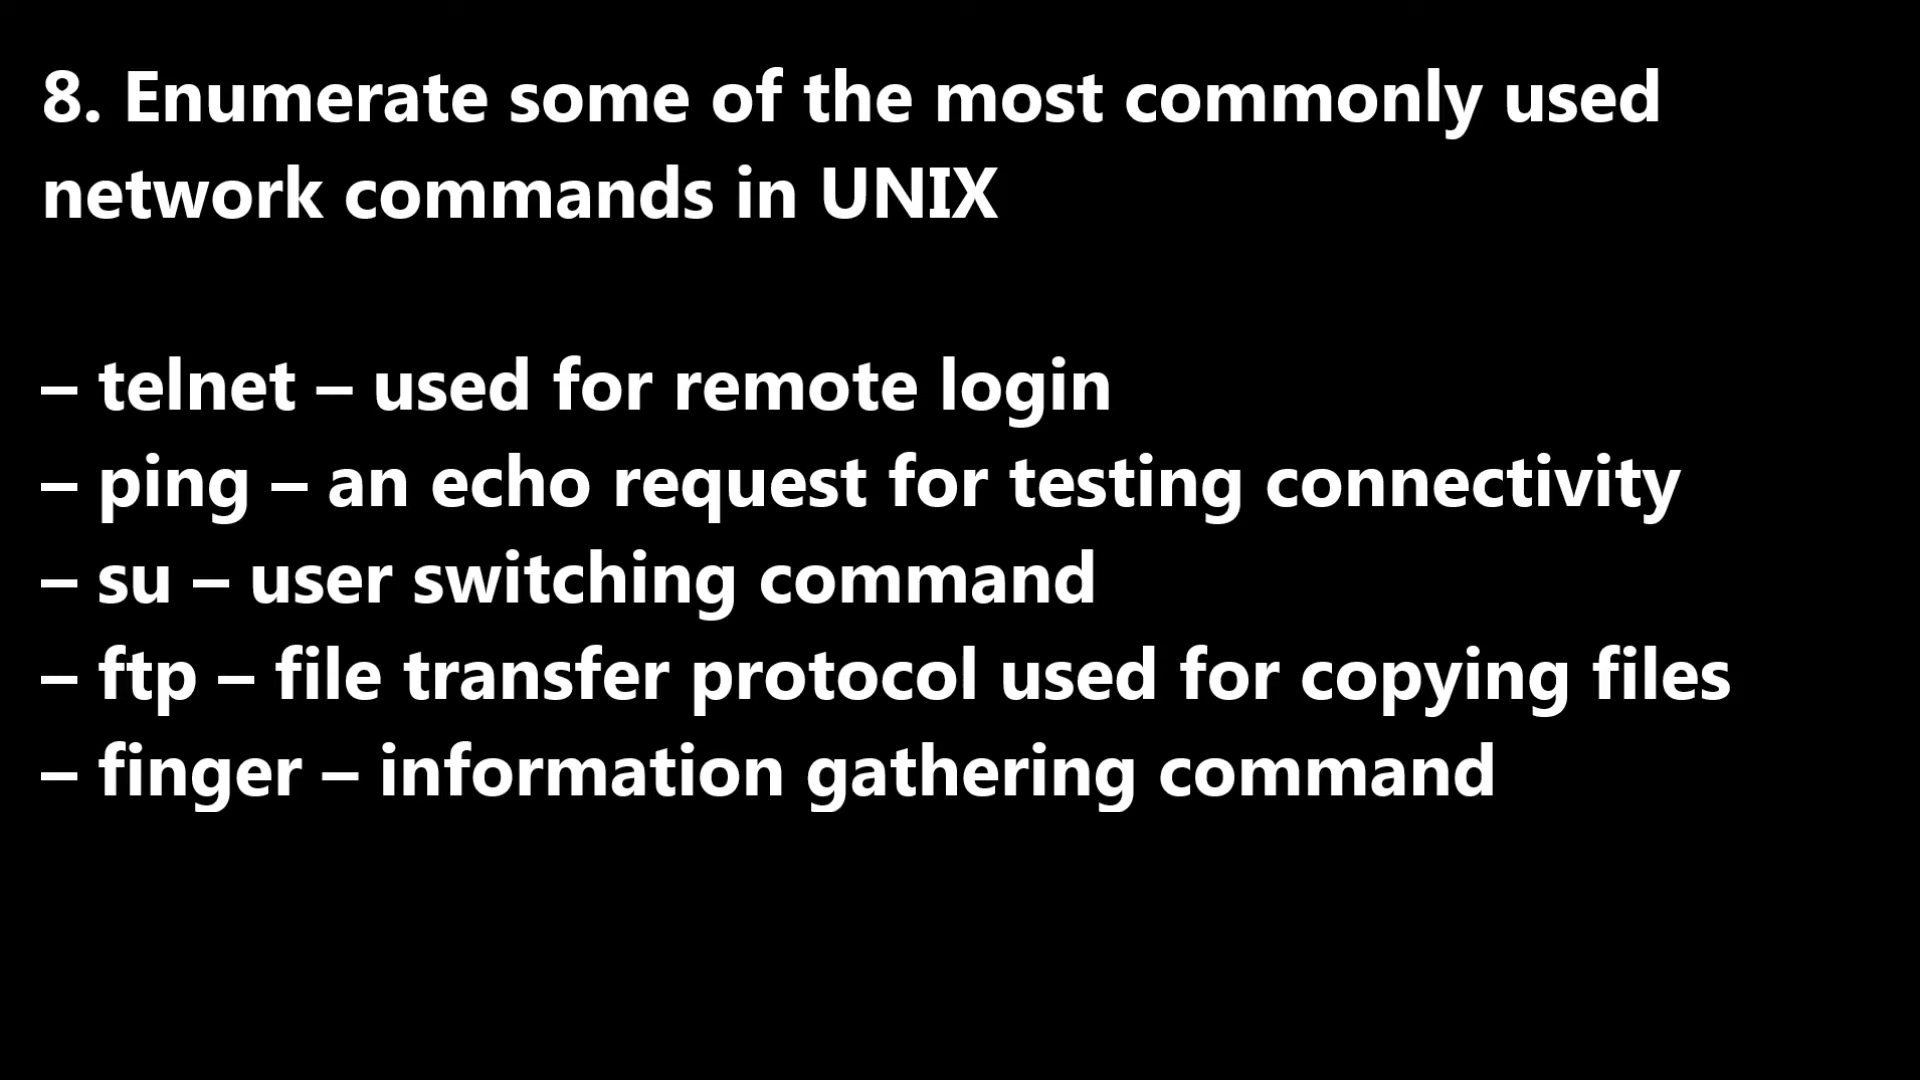 8. Enumerate some of the most commonly used
network commands in UNIX
– telnet – used for remote login
– ping – an echo request for testing connectivity
– su – user switching command
– ftp – file transfer protocol used for copying files
– finger – information gathering command